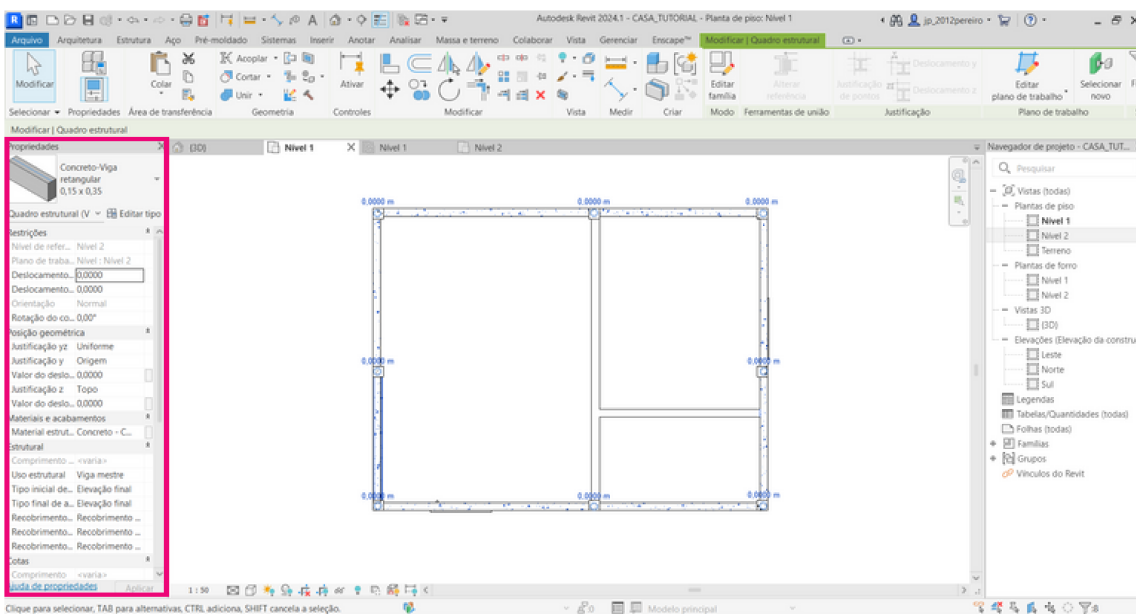 Autodesk Revit 2024.1 - CASA_TUTORIAL - Planta de piso: Nível 1
jp_2012pereiro
Arquivo Arquitetura Estrutura Aço Pré-moldado Sistemas Inserir Anotar Analisar Massa e terreno Colaborar Vista Gerenciar Enscape™ Modificar | Quadro estrutural
Modificar
Colar
Acoplar
Cortar
Unir
Ativar
Editar família
Alterar referência
Justificação de pontos
Deslocamento y
Deslocamento z
Editar plano de trabalho
Selecionar novo
Selecionar Propriedades Área de transferência Geometria Controles Modificar Vista Medir Criar Modo Ferramentas de união Justificação Plano de trabalho
Modificar | Quadro estrutural
Propriedades
Concreto-Viga
retangular
0,15 x 0,35
Quadro estrutural (V Editar tipo
Restrições
Nível de refer... Nível 2
Plano de traba... Nível : Nível 2
Deslocamento... 0,0000
Deslocamento... 0,0000
Orientação Normal
Rotação do co... 0,00°
Posição geométrica
Justificação yz Uniforme
Justificação y Origem
Valor do deslo... 0,0000
Justificação z Topo
Valor do deslo... 0,0000
Materiais e acabamentos
Material estrut... Concreto - C...
Estrutural
Comprimento ... <varia>
Uso estrutural Viga mestre
Tipo inicial de... Elevação final
Tipo final de a... Elevação final
Recobrimento... Recobrimento ...
Recobrimento... Recobrimento ...
Recobrimento... Recobrimento ...
Cotas
Comprimento <varia>
Ajuda de propriedades Aplicar
{3D} Nível 1 X Nível 1 Nível 2
0,0000 m 0,0000 m 0,0000 m
0,0000 m 0,0000 m
0,0000 m 0,0000 m 0,0000 m
1 : 50
Navegador de projeto - CASA_TUT...
Pesquisar
Vistas (todas)
Plantas de piso
Nível 1
Nível 2
Terreno
Plantas de forro
Nível 1
Nível 2
Vistas 3D
{3D}
Elevações (Elevação da constru
Leste
Norte
Sul
Legendas
Tabelas/Quantidades (todas)
Folhas (todas)
Famílias
Grupos
Vínculos do Revit
Clique para selecionar, TAB para alternativas, CTRL adiciona, SHIFT cancela a seleção.
:0
Modelo principal
:8